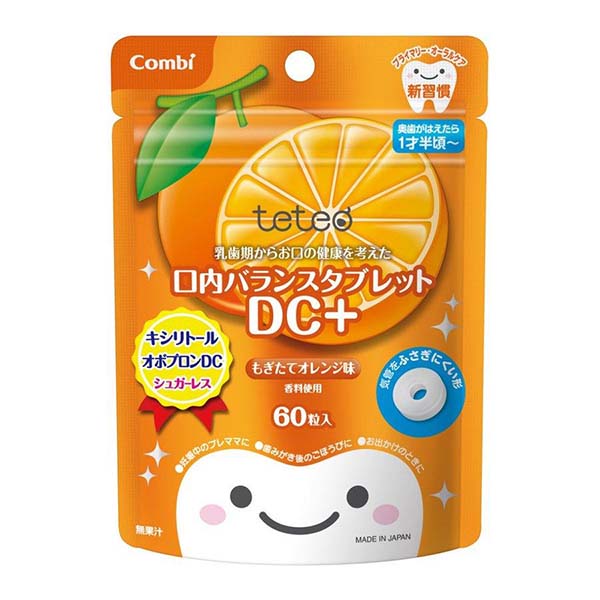 Combi
プライマリー・オーラルケア
新習慣
奥歯がはえたら
1才半頃～
teteo
乳歯期からお口の健康を考えた
口内バランスタブレット
DC+
キシリトール
オボプロンDC
シュガーレス
もぎたてオレンジ味
香料使用
60粒入
気管をふさぎにくい形
●妊娠中のプレママに ●歯みがき後のごほうびに ●お出かけのときに
無果汁
MADE IN JAPAN